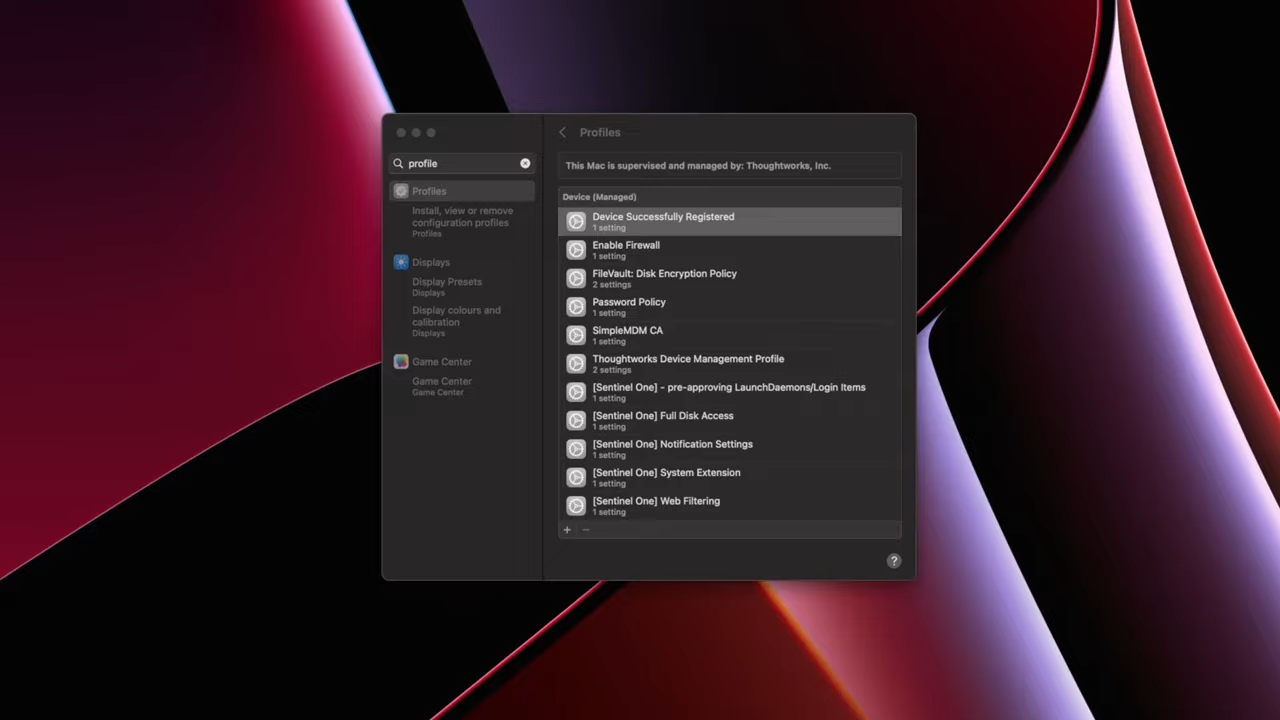 profile
Profiles
Install, view or remove
configuration profiles
Profiles
Displays
Display Presets
Displays
Display colours and
calibration
Displays
Game Center
Game Center
Game Center
Profiles
This Mac is supervised and managed by: Thoughtworks, Inc.
Device (Managed)
Device Successfully Registered
1 setting
Enable Firewall
1 setting
FileVault: Disk Encryption Policy
2 settings
Password Policy
1 setting
SimpleMDM CA
1 setting
Thoughtworks Device Management Profile
2 settings
[Sentinel One] - pre-approving LaunchDaemons/Login Items
1 setting
[Sentinel One] Full Disk Access
1 setting
[Sentinel One] Notification Settings
1 setting
[Sentinel One] System Extension
1 setting
[Sentinel One] Web Filtering
1 setting
+ −
?